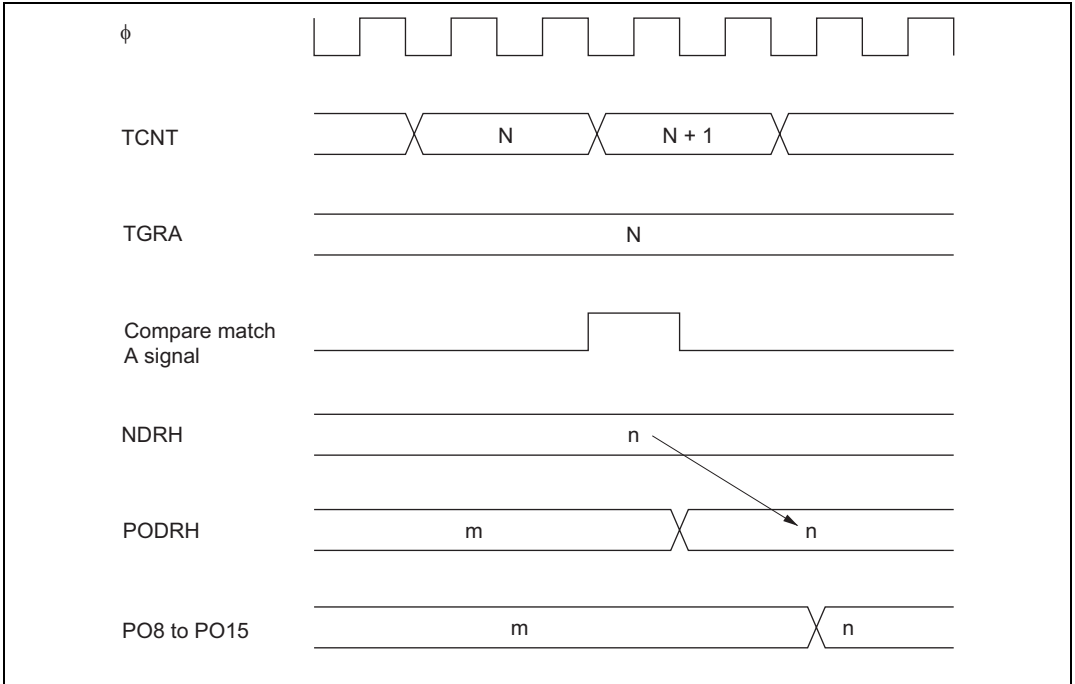 ϕ
TCNT N N + 1
TGRA N
Compare match
A signal
NDRH n
PODRH m n
PO8 to PO15 m n